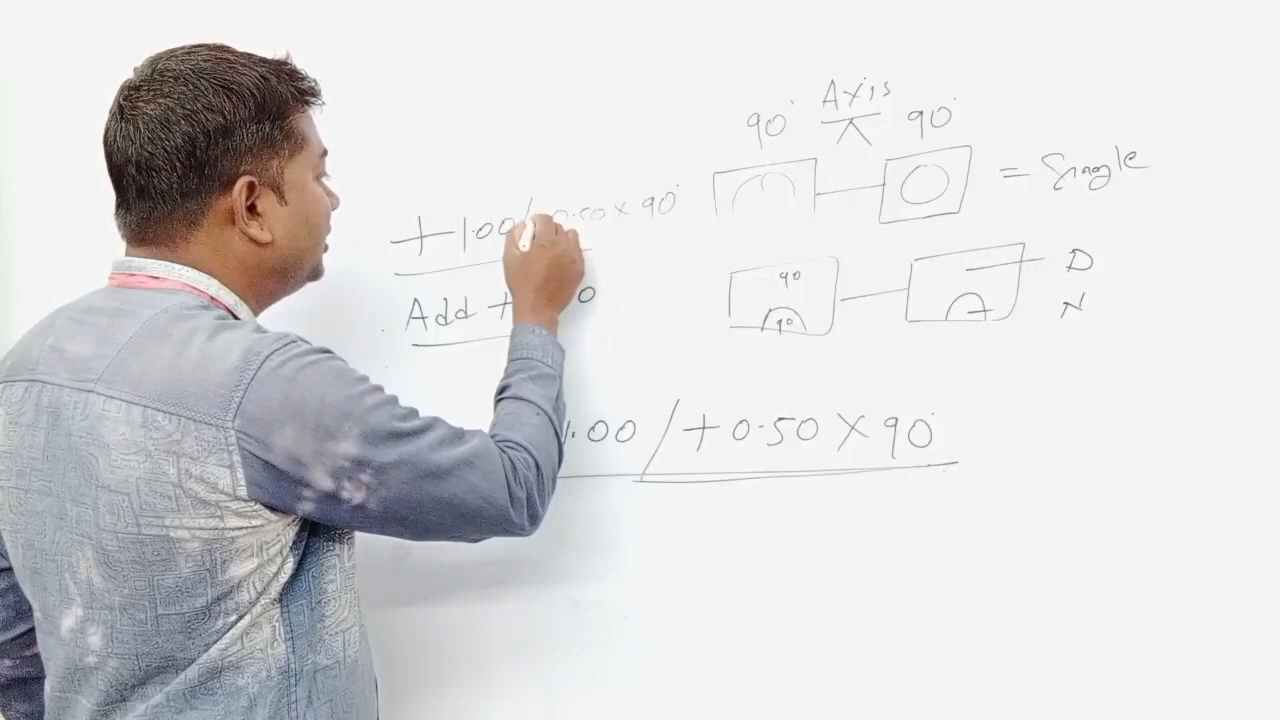 Axis
90° 90°
= Single
+1.00/ 0.50 × 90°
90
D
Add +
0
90
N
1.00 / +0.50 × 90°